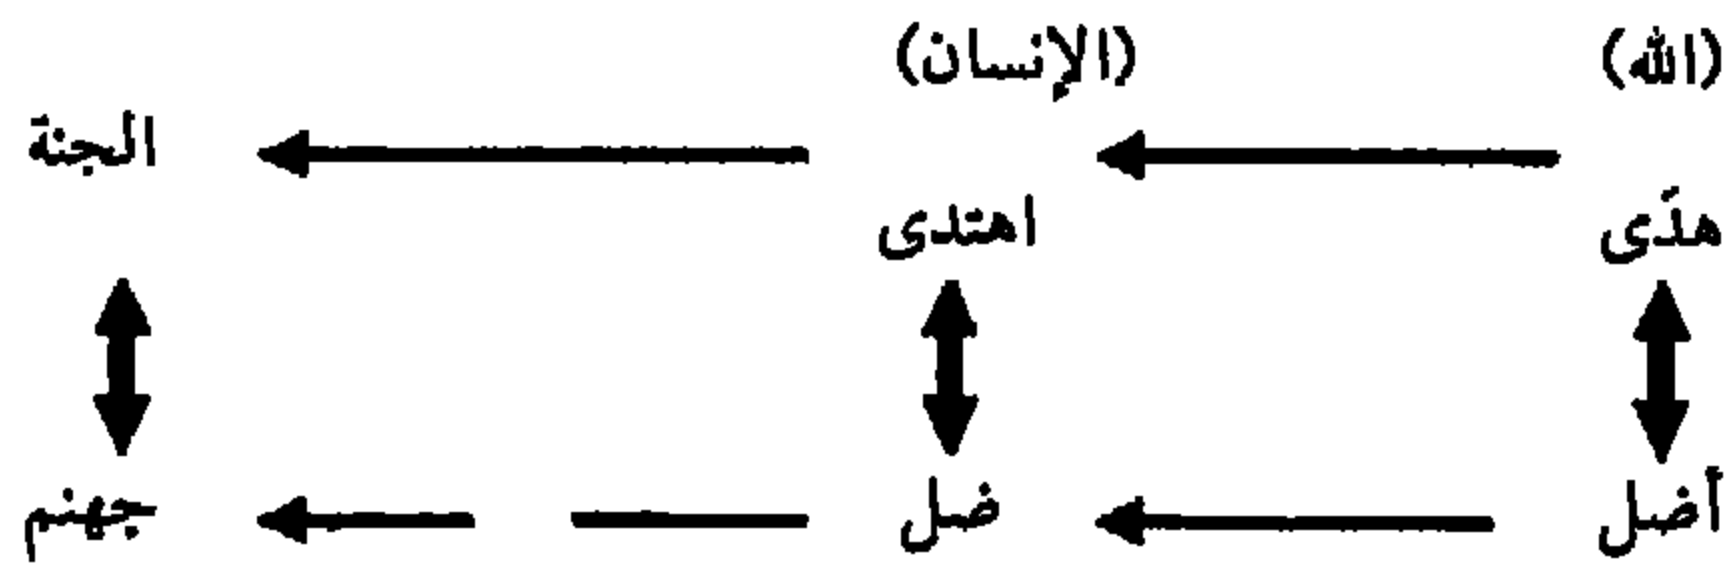 (الله) (الإنسان)
الجنة
هدّى اهتدى
أضل ضل جهنم